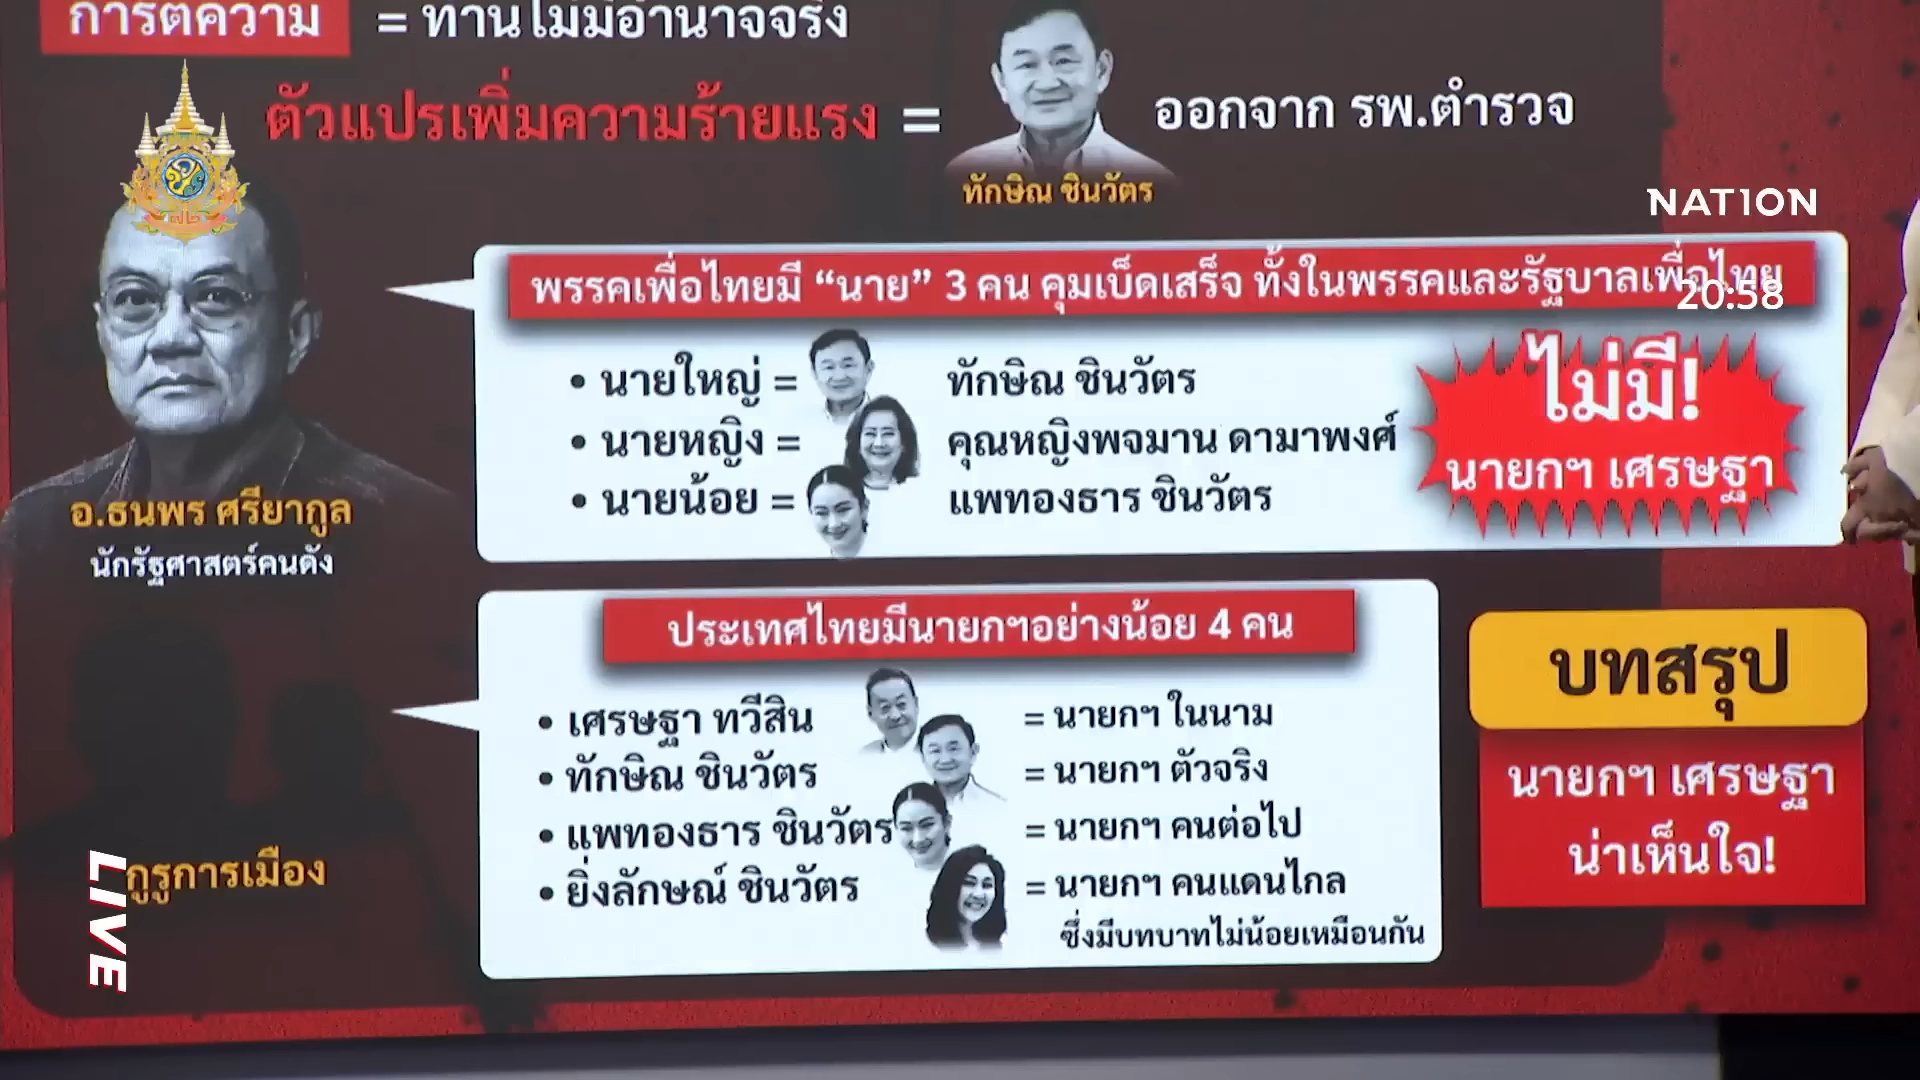 การตีความ = ท่านไม่มีอำนาจจริง
ตัวแปรเพิ่มความร้ายแรง = ออกจาก รพ.ตำรวจ
ทักษิณ ชินวัตร
NATION
20:58
๗๒
พรรคเพื่อไทยมี “นาย” 3 คน คุมเบ็ดเสร็จ ทั้งในพรรคและรัฐบาลเพื่อไทย
• นายใหญ่ = ทักษิณ ชินวัตร
• นายหญิง = คุณหญิงพจมาน ดามาพงศ์
• นายน้อย = แพทองธาร ชินวัตร
ไม่มี!
นายกฯ เศรษฐา
อ.ธนพร ศรียากูล
นักรัฐศาสตร์คนดัง
ประเทศไทยมีนายกฯอย่างน้อย 4 คน
• เศรษฐา ทวีสิน = นายกฯ ในนาม
• ทักษิณ ชินวัตร = นายกฯ ตัวจริง
• แพทองธาร ชินวัตร = นายกฯ คนต่อไป
• ยิ่งลักษณ์ ชินวัตร = นายกฯ คนแดนไกล
ซึ่งมีบทบาทไม่น้อยเหมือนกัน
กูรูการเมือง
บทสรุป
นายกฯ เศรษฐา
น่าเห็นใจ!
LIVE